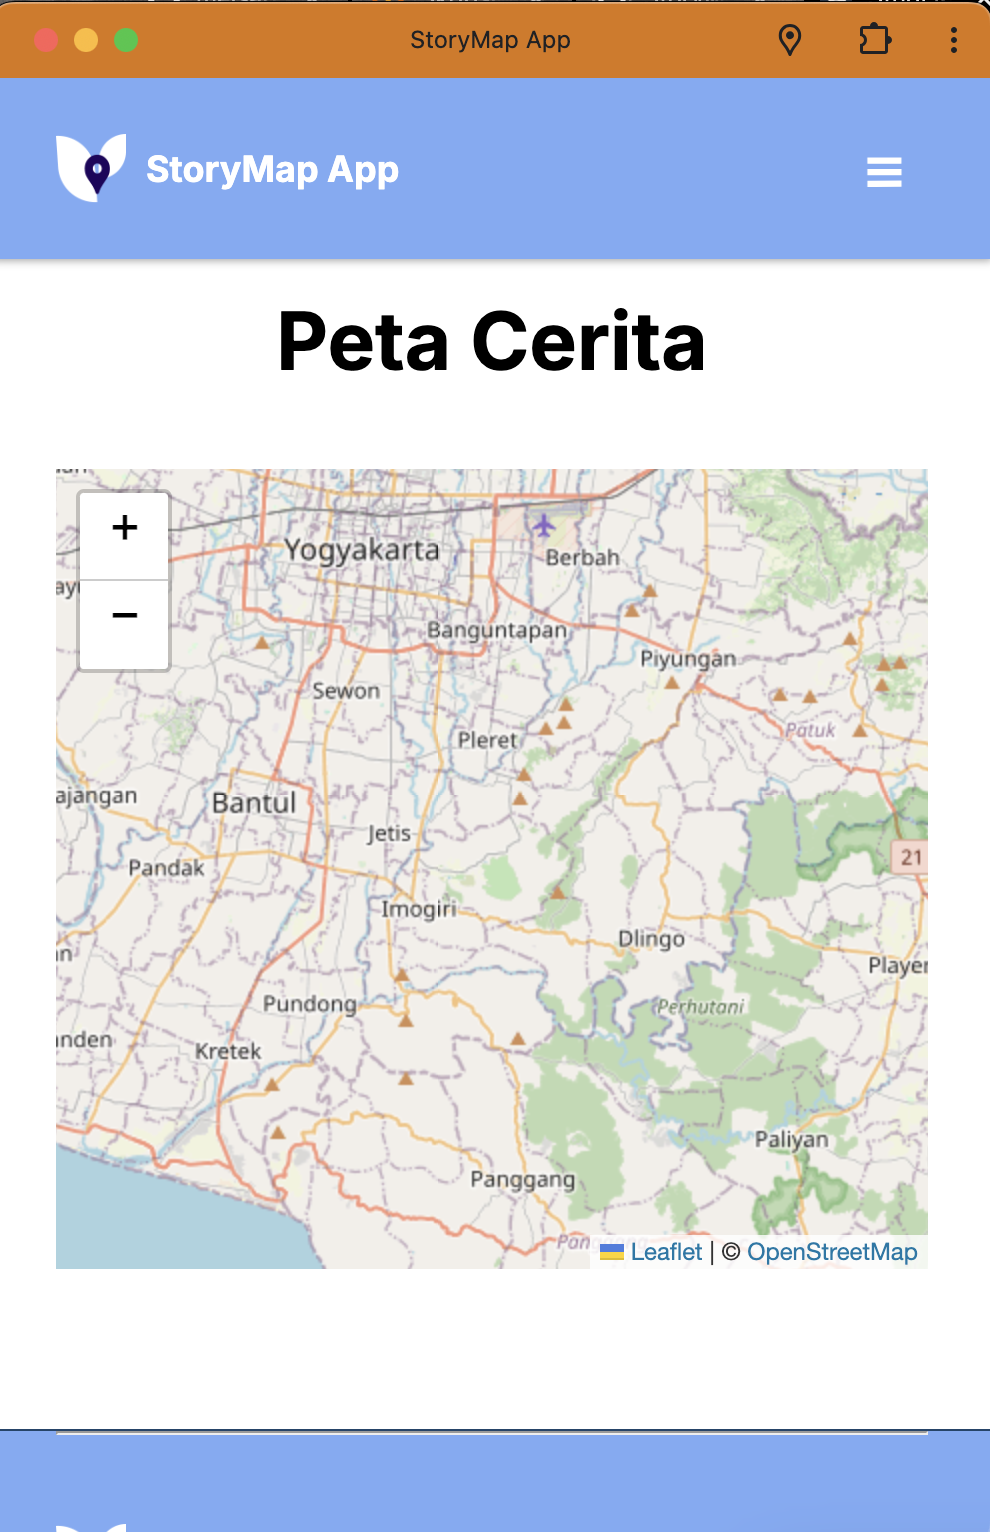 StoryMap App
StoryMap App
Peta Cerita
+
Yogyakarta
Berbah
−
Banguntapan
Piyungan
Sewon
Patuk
Pleret
ajangan
Bantul
Jetis
21
Pandak
Imogiri
Dlingo
Player
Pundong
Perhutani
nden
Kretek
Paliyan
Panggang
Leaflet | © OpenStreetMap